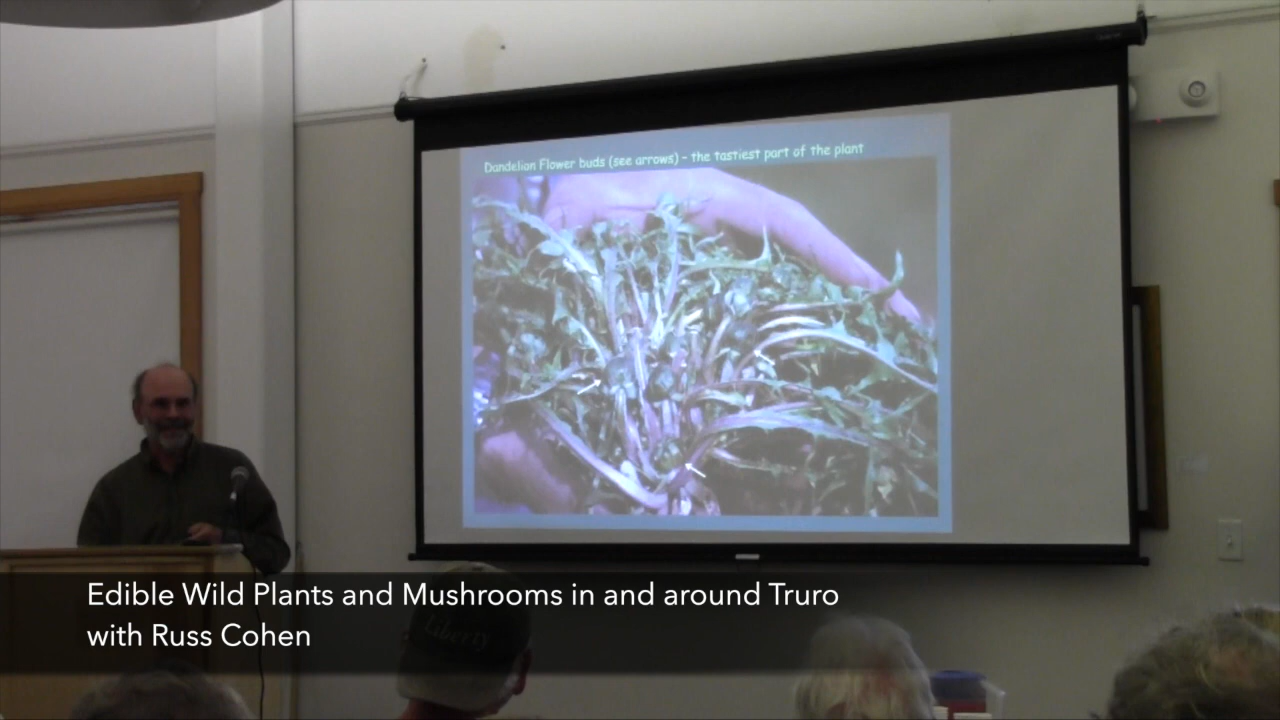 Dandelion Flower buds (see arrows) - the tastiest part of the plant
Edible Wild Plants and Mushrooms in and around Truro
with Russ Cohen
Liberty